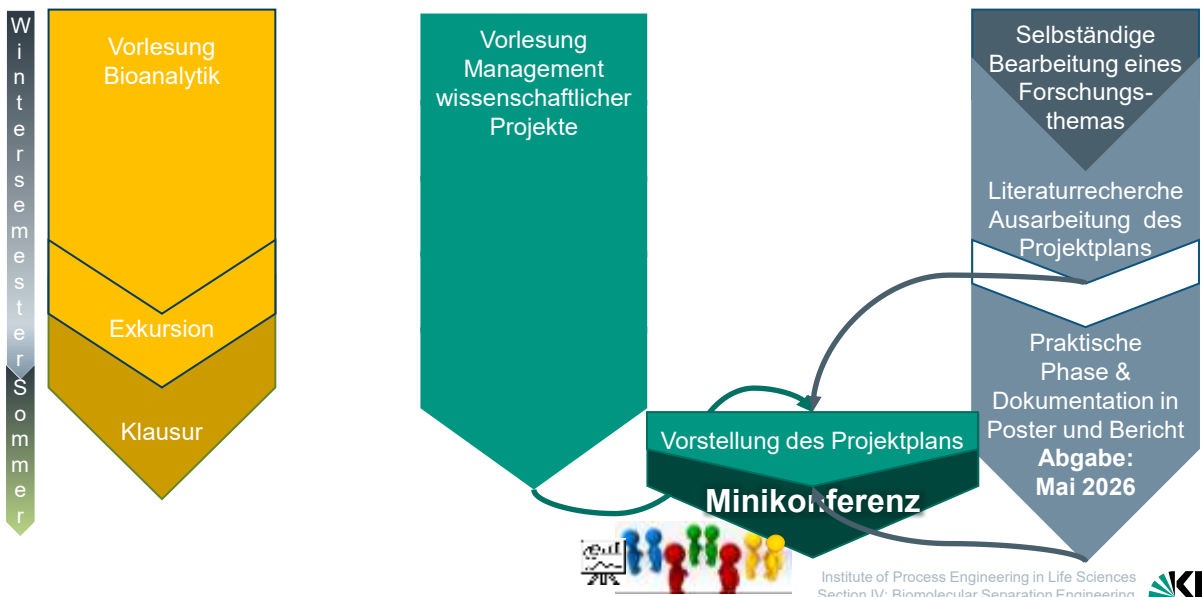 Wintersemester
Sommer
Vorlesung
Bioanalytik
Exkursion
Klausur
Vorlesung
Management
wissenschaftlicher
Projekte
Selbständige
Bearbeitung eines
Forschungs-
themas
Literaturrecherche
Ausarbeitung des
Projektplans
Praktische
Phase &
Dokumentation in
Poster und Bericht
Abgabe:
Mai 2026
Vorstellung des Projektplans
Minikonferenz
Institute of Process Engineering in Life Sciences
Section IV: Biomolecular Separation Engineering